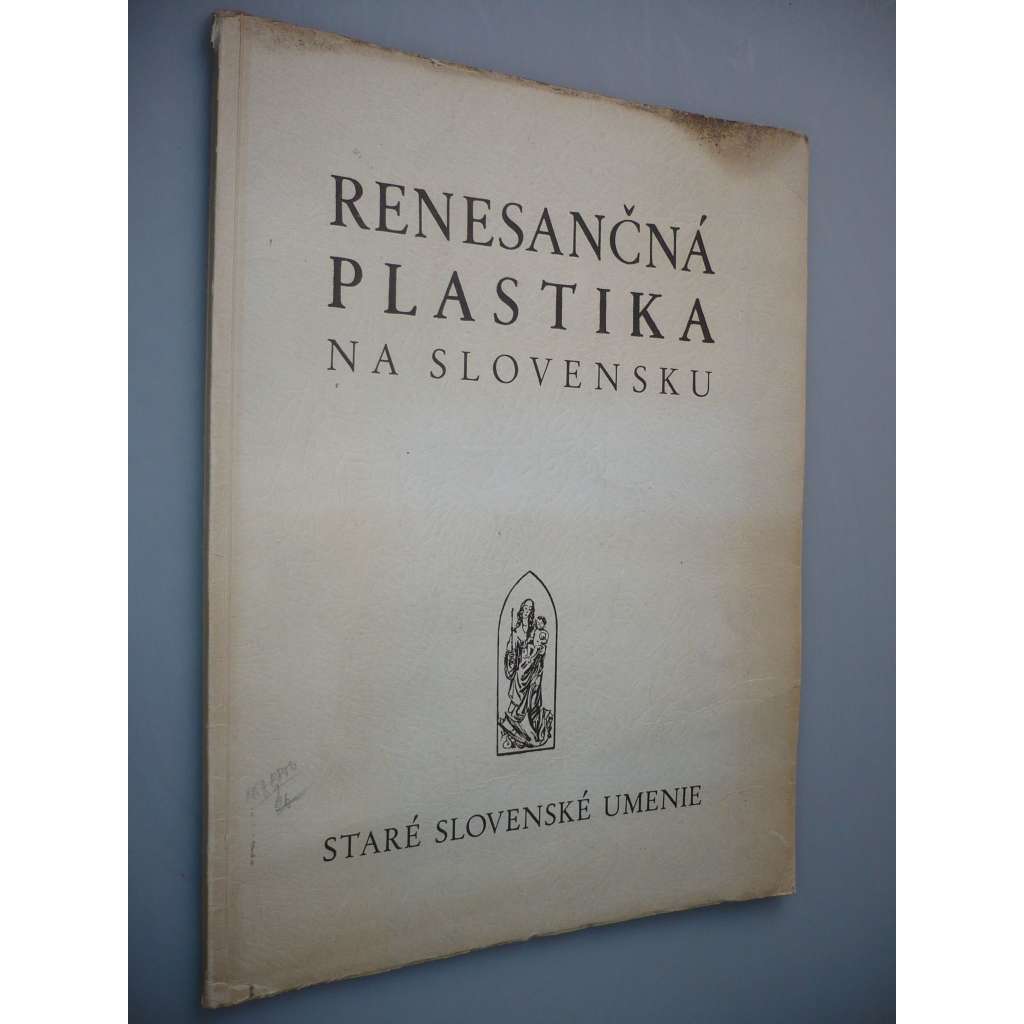 RENESANČNÁ
PLASTIKA
NA SLOVENSKU
STARÉ SLOVENSKÉ UMENIE